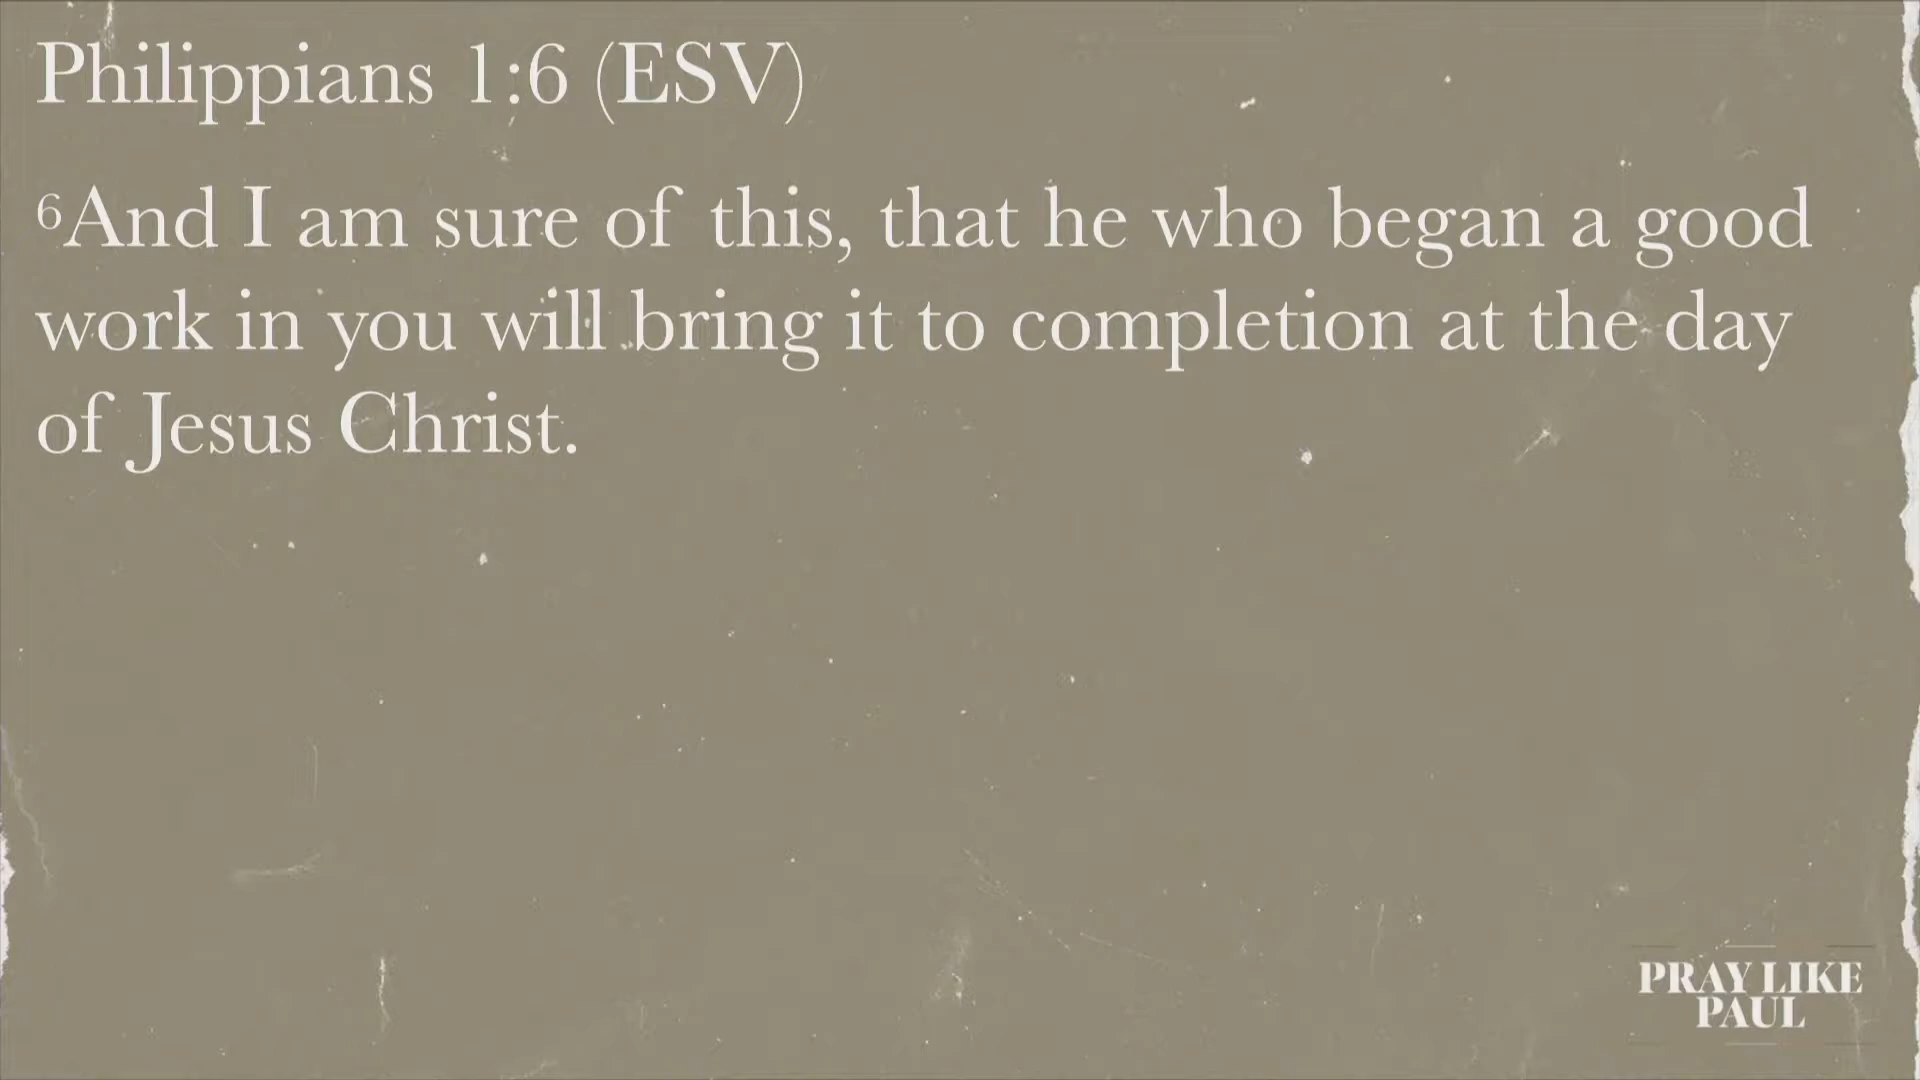 Philippians 1:6 (ESV)
⁶And I am sure of this, that he who began a good
work in you will bring it to completion at the day
of Jesus Christ.
PRAY LIKE
PAUL